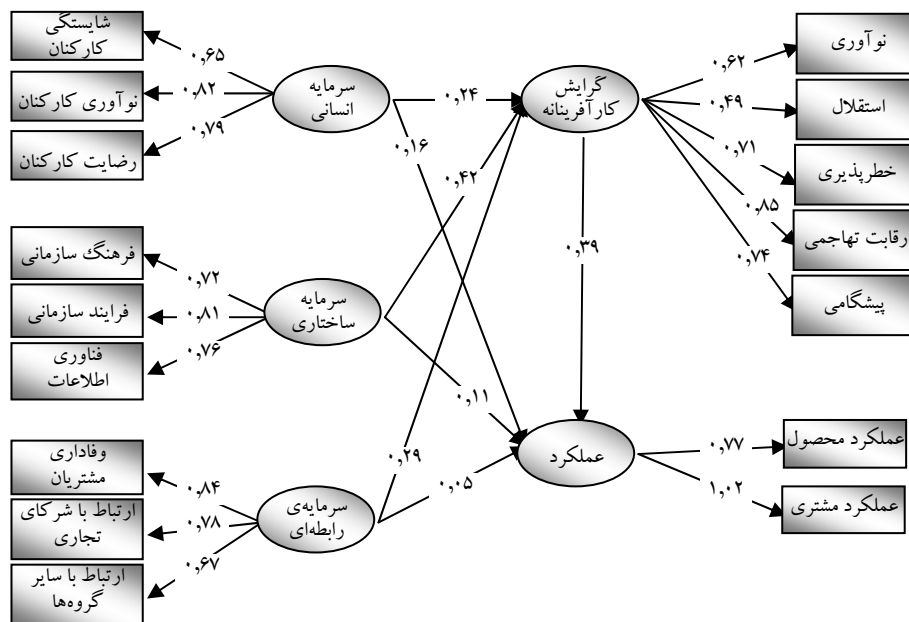 شایستگی
کارکنان
نوآوری کارکنان
رضایت کارکنان
۰٫۶۵
۰٫۸۲
۰٫۷۹
سرمایه
انسانی
۰٫۲۴
۰٫۱۶
گرایش
کارآفرینانه
۰٫۶۲
۰٫۴۹
۰٫۷۱
۰٫۸۵
۰٫۷۴
نوآوری
استقلال
خطرپذیری
رقابت تهاجمی
پیشگامی
فرهنگ سازمانی
فرایند سازمانی
فناوری
اطلاعات
۰٫۷۲
۰٫۸۱
۰٫۷۶
سرمایه
ساختاری
۰٫۴۲
۰٫۱۱
۰٫۳۹
وفاداری
مشتریان
ارتباط با شرکای
تجاری
ارتباط با سایر
گروه‌ها
۰٫۸۴
۰٫۷۸
۰٫۶۷
سرمایه‌ی
رابطه‌ای
۰٫۲۹
۰٫۰۵
عملکرد
۰٫۷۷
۱٫۰۲
عملکرد محصول
عملکرد مشتری